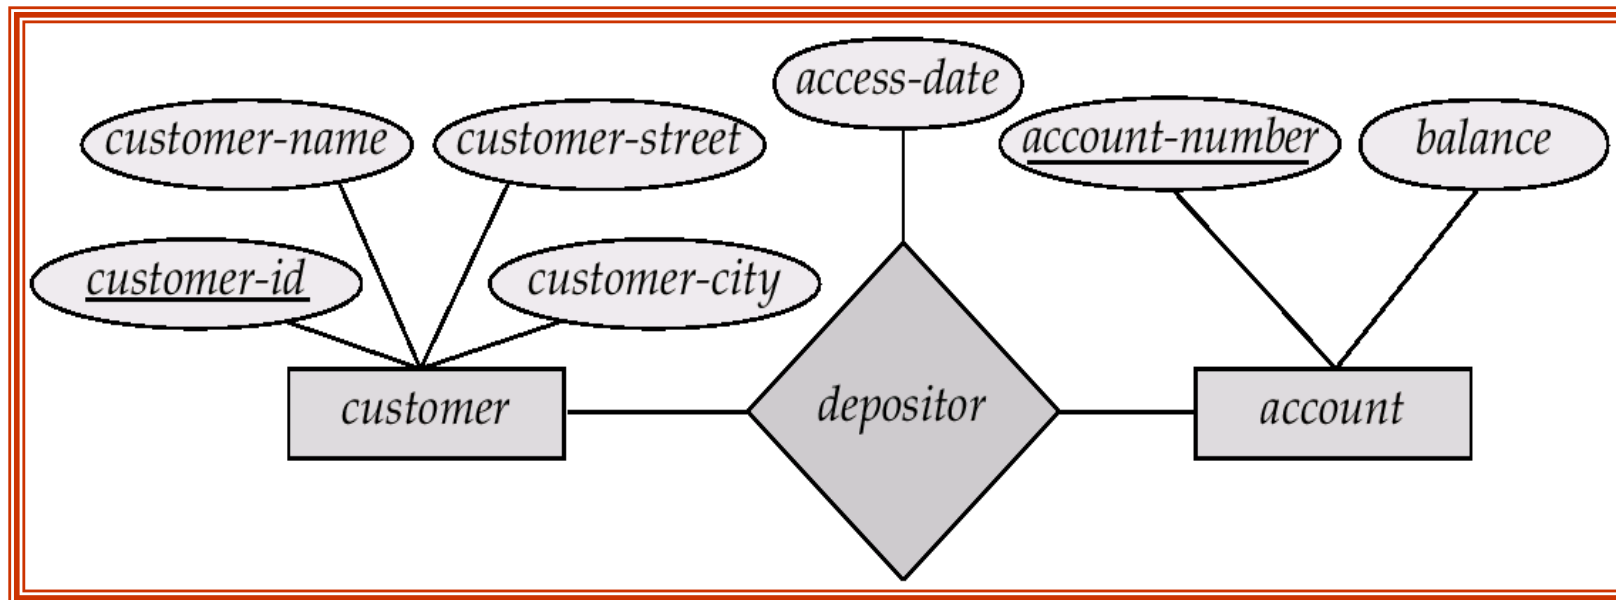 access-date
customer-name
customer-street
account-number
balance
customer-id
customer-city
customer
depositor
account